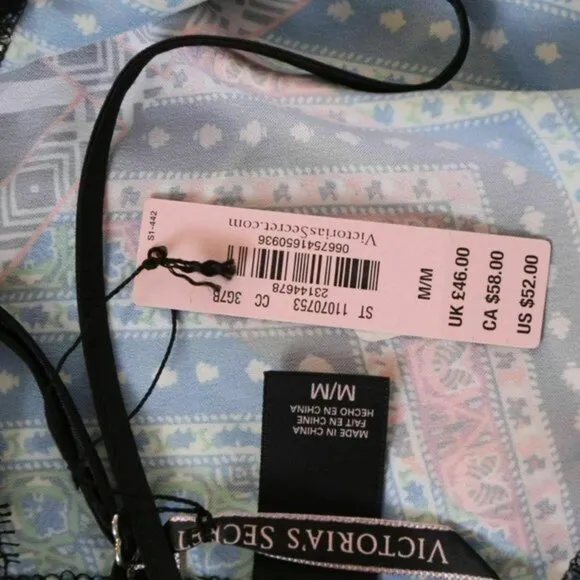 S1-442
VictoriasSecret.com
0667541650936
23144678
ST 11070753 CC 3G7B
M/M
UK £46.00
CA $58.00
US $52.00
M/M
HECHO EN CHINA
FAIT EN CHINE
MADE IN CHINA
VICTORIA'S SECRET